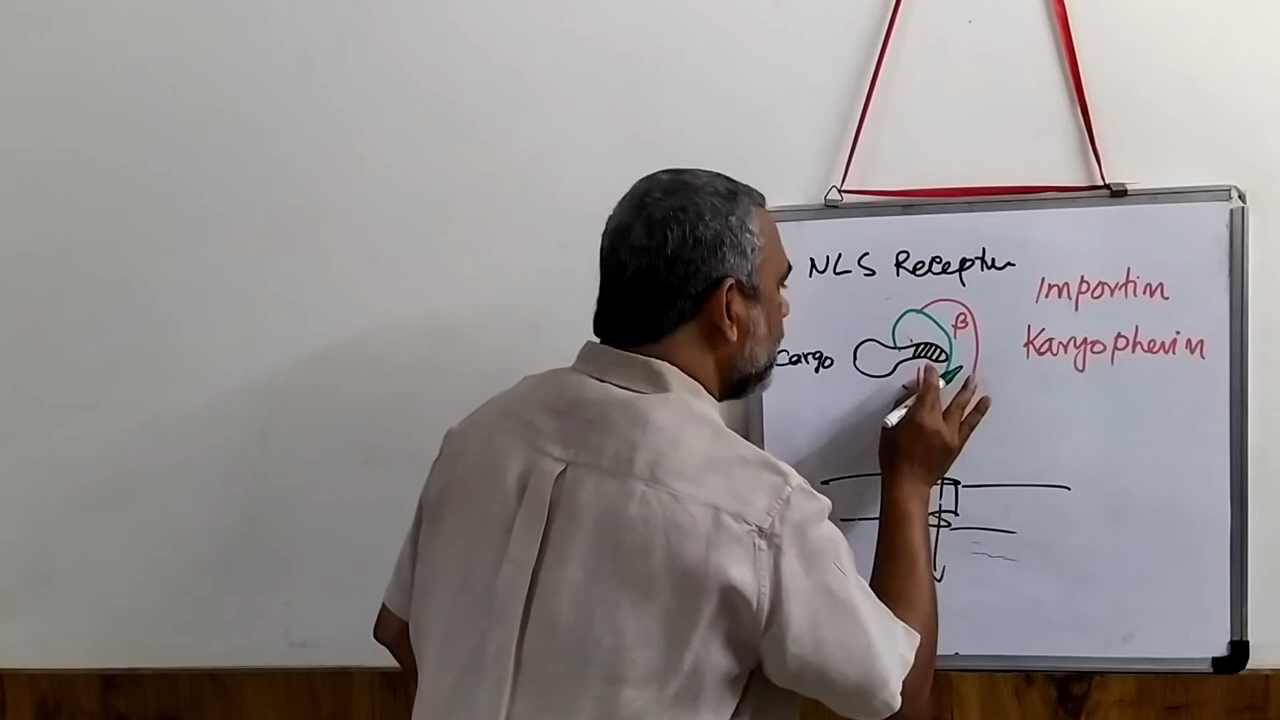 NLS Receptor
Importin
Karyopherin
β
Cargo